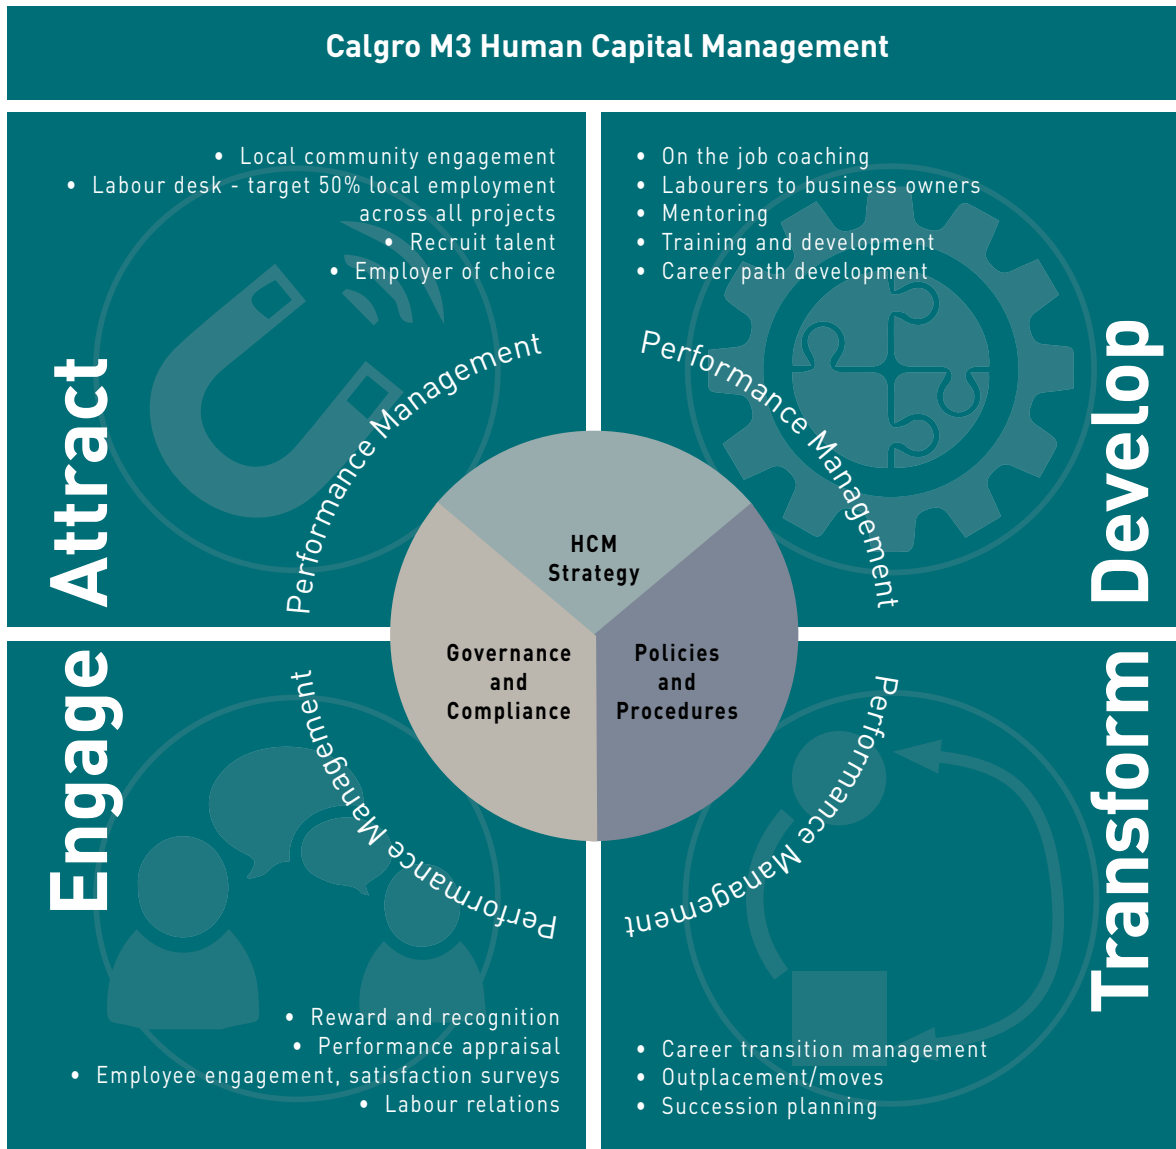 Calgro M3 Human Capital Management
• Local community engagement
• Labour desk - target 50% local employment
across all projects
• Recruit talent
• Employer of choice
Attract
Performance Management
• On the job coaching
• Labourers to business owners
• Mentoring
• Training and development
• Career path development
Develop
Performance Management
HCM
Strategy
Governance
and
Compliance
Policies
and
Procedures
Engage
Performance Management
• Reward and recognition
• Performance appraisal
• Employee engagement, satisfaction surveys
• Labour relations
Transform
Performance Management
• Career transition management
• Outplacement/moves
• Succession planning